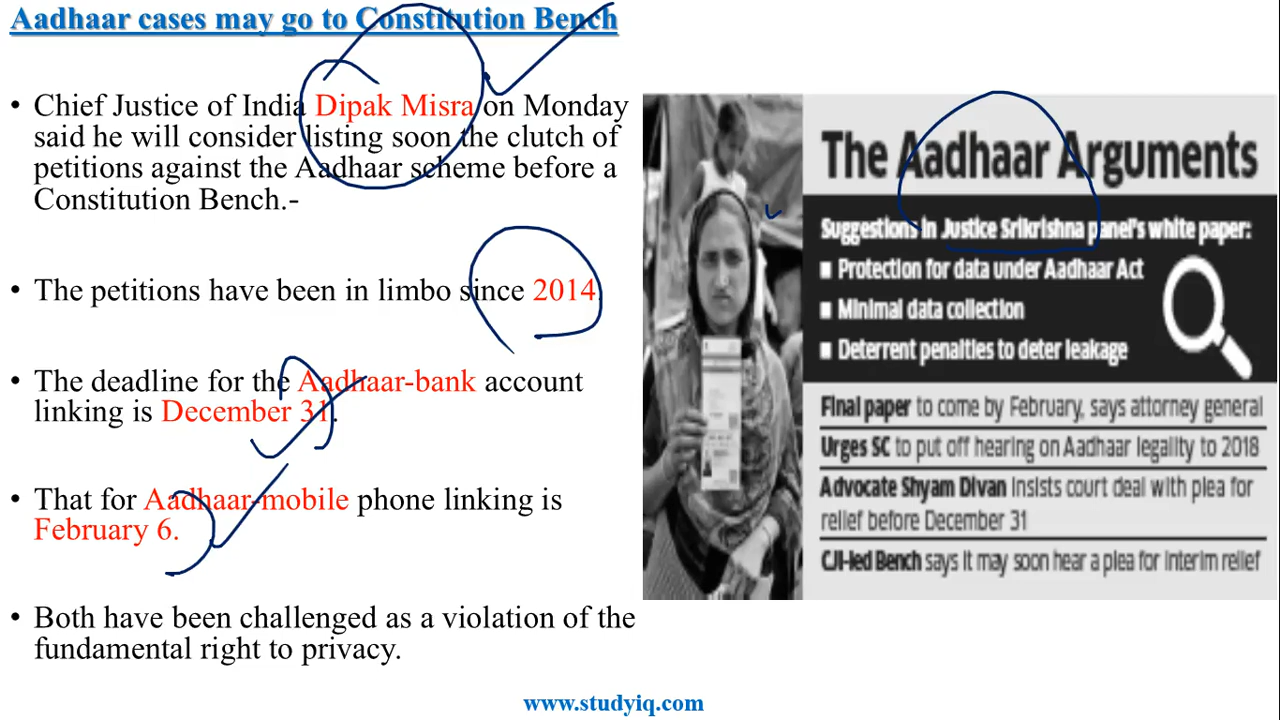 Aadhaar cases may go to Constitution Bench
• Chief Justice of India Dipak Misra on Monday
said he will consider listing soon the clutch of
petitions against the Aadhaar scheme before a
Constitution Bench.-
• The petitions have been in limbo since 2014.
• The deadline for the Aadhaar-bank account
linking is December 31.
• That for Aadhaar-mobile phone linking is
February 6.
• Both have been challenged as a violation of the
fundamental right to privacy.
The Aadhaar Arguments
Suggestions in Justice Srikrishna panel's white paper:
■ Protection for data under Aadhaar Act
■ Minimal data collection
■ Deterrent penalties to deter leakage
Final paper to come by February, says attorney general
Urges SC to put off hearing on Aadhaar legality to 2018
Advocate Shyam Divan insists court deal with plea for
relief before December 31
CJI-led Bench says it may soon hear a plea for interim relief
www.studyiq.com